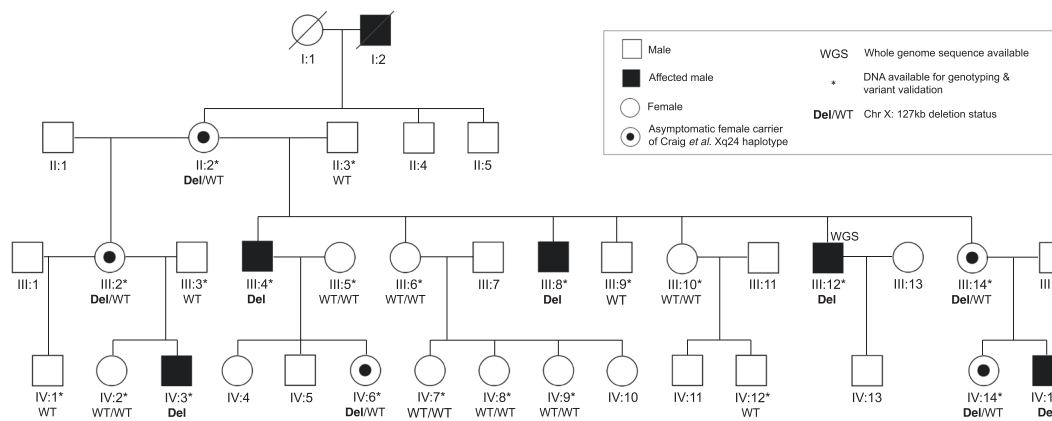 I:1 I:2
Male
Affected male
Female
Asymptomatic female carrier
of Craig et al. Xq24 haplotype
WGS Whole genome sequence available
* DNA available for genotyping &
variant validation
Del/WT Chr X: 127kb deletion status
II:1 II:2* II:3* II:4 II:5
Del/WT WT
WGS
III:1 III:2* III:3* III:4* III:5* III:6* III:7 III:8* III:9* III:10* III:11 III:12* III:13 III:14*
Del/WT WT Del WT/WT WT/WT Del WT WT/WT Del Del/WT
IV:1* IV:2* IV:3* IV:4 IV:5 IV:6* IV:7* IV:8* IV:9* IV:10 IV:11 IV:12* IV:13 IV:14*
WT WT/WT Del Del/WT WT/WT WT/WT WT/WT WT Del/WT